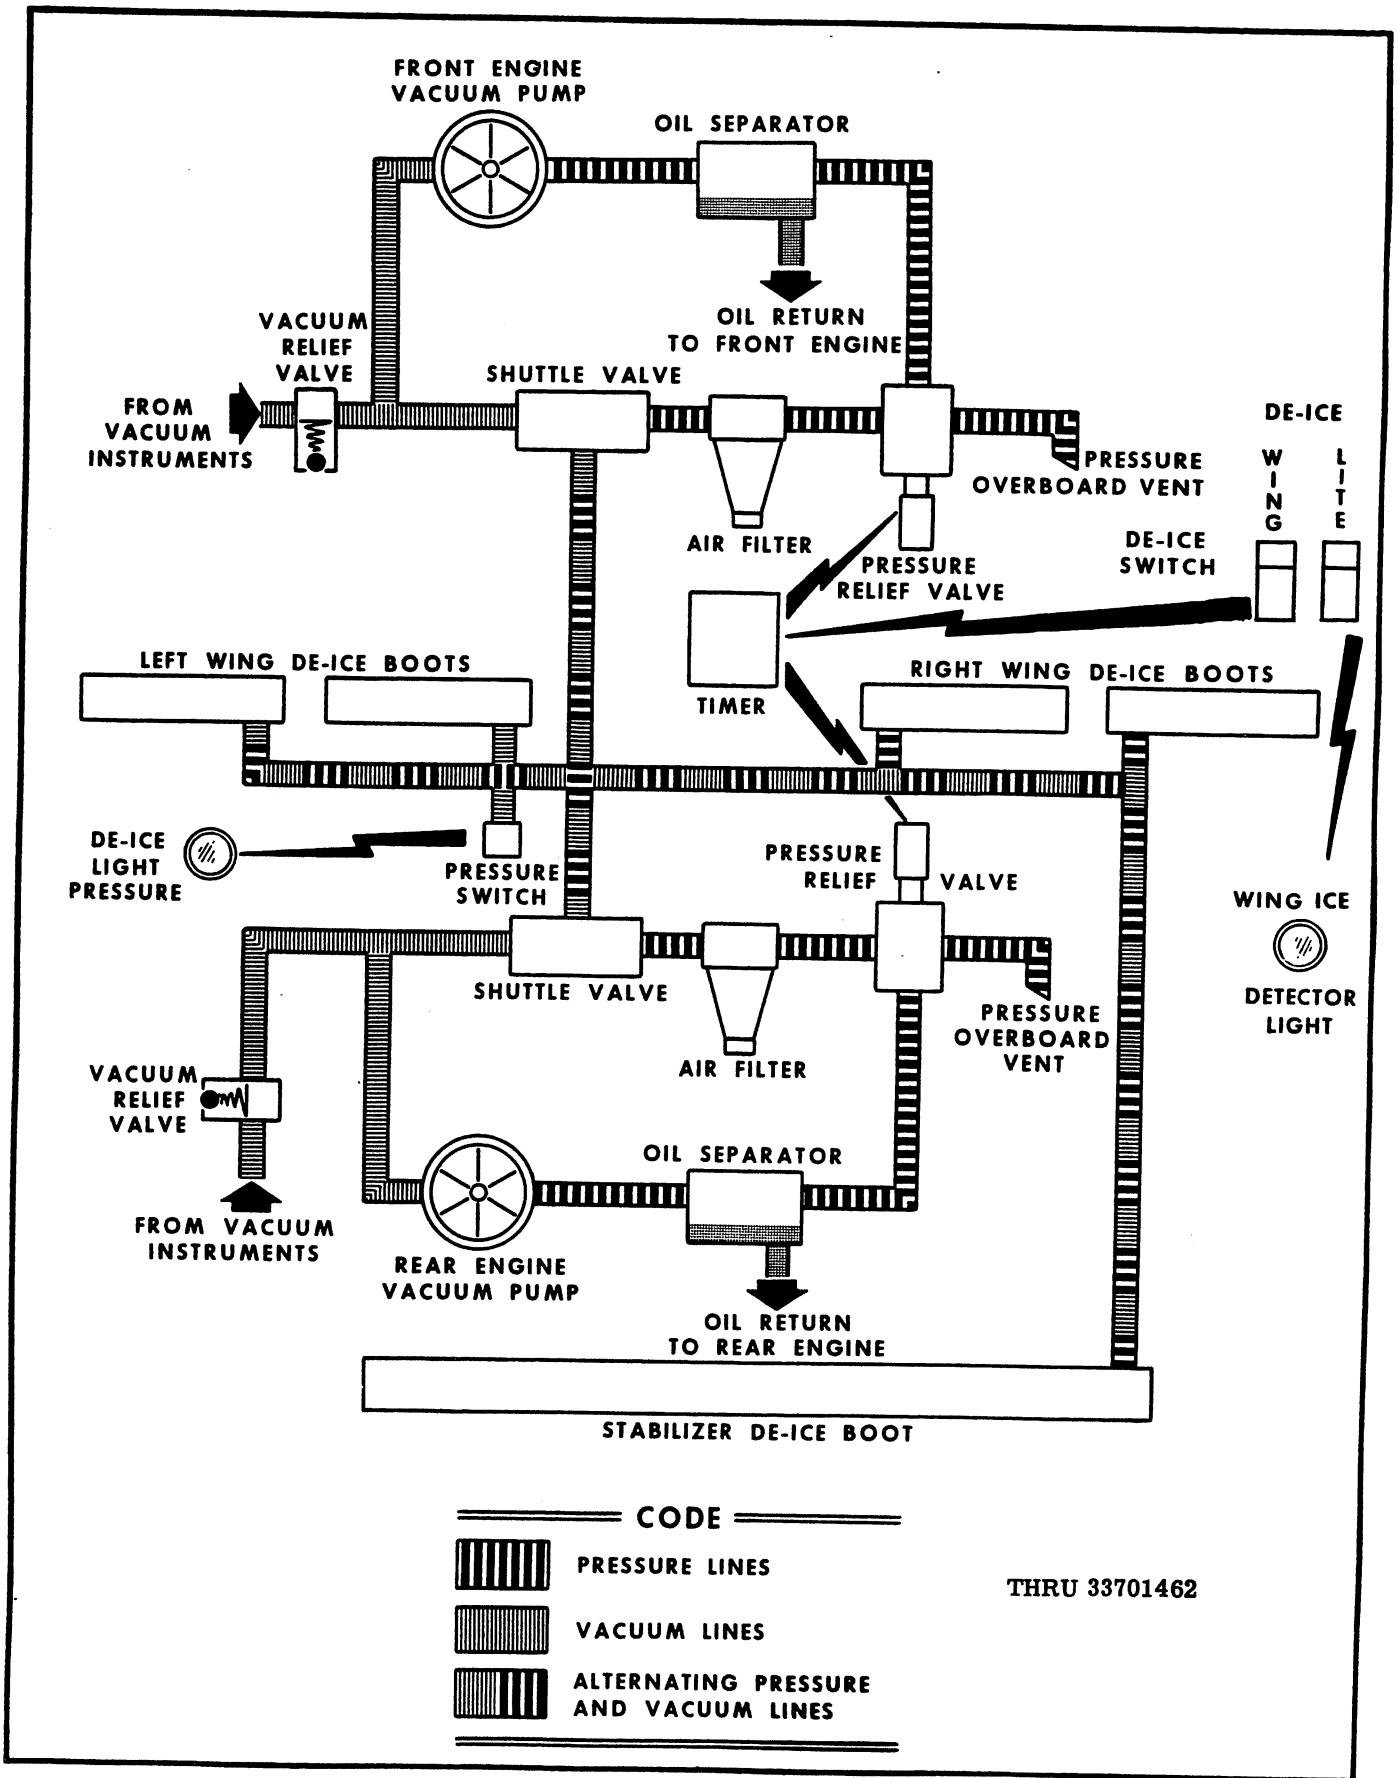 FRONT ENGINE
VACUUM PUMP
OIL SEPARATOR
OIL RETURN
TO FRONT ENGINE
VACUUM
RELIEF
VALVE
SHUTTLE VALVE
FROM
VACUUM
INSTRUMENTS
DE-ICE
WING
LITE
PRESSURE
OVERBOARD VENT
AIR FILTER
PRESSURE
RELIEF VALVE
DE-ICE
SWITCH
LEFT WING DE-ICE BOOTS
TIMER
RIGHT WING DE-ICE BOOTS
DE-ICE
LIGHT
PRESSURE
PRESSURE
SWITCH
PRESSURE
RELIEF VALVE
WING ICE
DETECTOR
LIGHT
SHUTTLE VALVE
PRESSURE
OVERBOARD
VENT
AIR FILTER
VACUUM
RELIEF
VALVE
OIL SEPARATOR
FROM VACUUM
INSTRUMENTS
REAR ENGINE
VACUUM PUMP
OIL RETURN
TO REAR ENGINE
STABILIZER DE-ICE BOOT
CODE
PRESSURE LINES
THRU 33701462
VACUUM LINES
ALTERNATING PRESSURE
AND VACUUM LINES